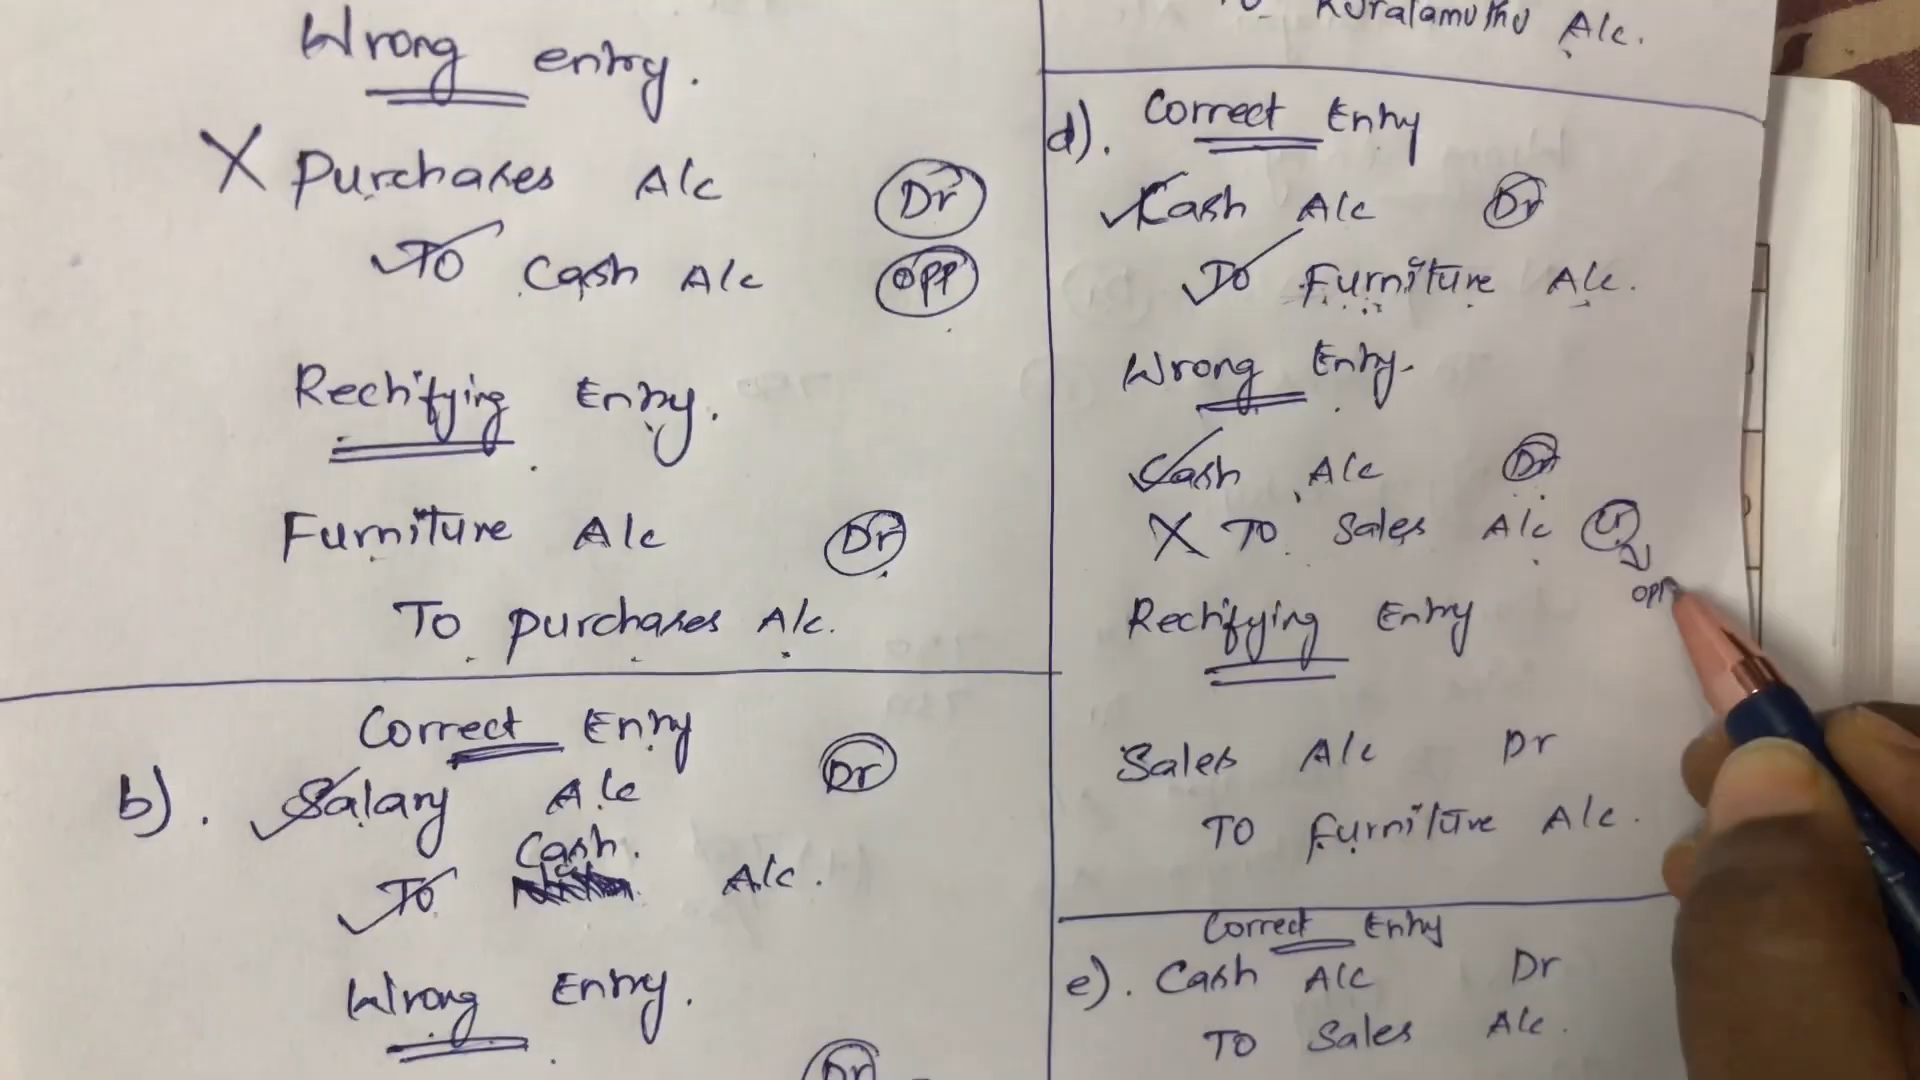 Wrong entry.
X Purchases A/c Dr
To Cash A/c OPP
Rectifying Entry.
Furniture A/c Dr
To purchases A/c.
Correct Entry
b). Salary A/c Dr
Cash.
To A/c.
Wrong Entry.
Dr
Kuralamuthu A/c.
d). Correct Entry
Cash A/c Dr
To Furniture A/c.
Wrong Entry.
Cash A/c Dr
X To Sales A/c Cr
opp
Rectifying Entry
Sales A/c Dr
To furniture A/c.
Correct Entry
e). Cash A/c Dr
To Sales A/c.